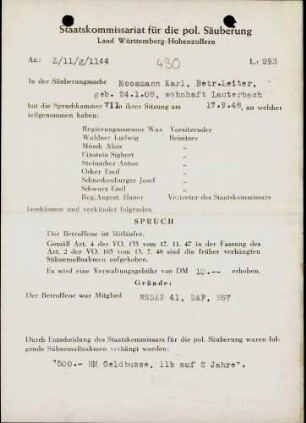 Staatskommissariat für die pol. Säuberung
Land Württemberg-Hohenzollern
Az.: Z/11/g/1144 430 L.: 293
In der Säuberungssache Moosmann Karl, Betr.Leiter,
geb. 24.1.08, wohnhaft Lauterbach
hat die Spruchkammer VII in ihrer Sitzung am 17.9.48, an welcher
teilgenommen haben:
Regierungsassessor Wax Vorsitzender
Waldner Ludwig Beisitzer
Munck Alois "
Einstein Sigbert "
Steinacher Anton "
Ocker Emil "
Schneckenburger Josef "
Schwarz Emil "
Reg.Angest. Hauer Vertreter des Staatskommissars
beschlossen und verkündet folgenden
SPRUCH
Der Betroffene ist Mitläufer.
Gemäß Art. 4 der VO. 133 vom 17. 11. 47 in der Fassung des
Art. 2 der VO. 165 vom 13. 7. 48 sind die früher verhängten
Sühnemaßnahmen aufgehoben.
Es wird eine Verwaltungsgebühr von DM 10.-- erhoben.
Gründe:
Der Betroffene war Mitglied NSDAP 41, DAF, NSV
Durch Entscheidung des Staatskommissars für die pol. Säuberung waren fol-
gende Sühnemaßnahmen verhängt worden:
"500.- RM Geldbusse, 11b auf 2 Jahre".